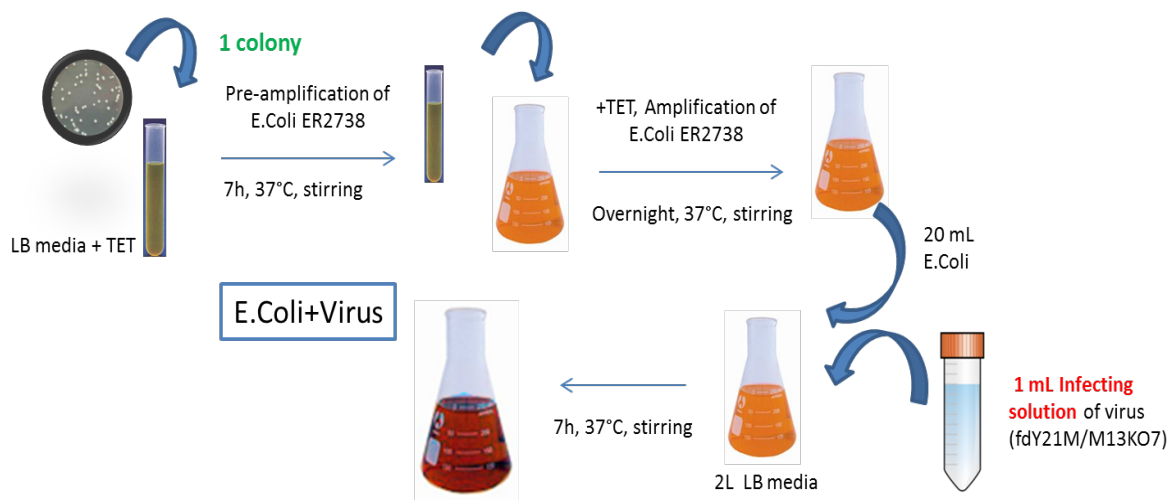 1 colony
Pre-amplification of
E.Coli ER2738
7h, 37°C, stirring
LB media + TET
+TET, Amplification of
E.Coli ER2738
Overnight, 37°C, stirring
20 mL
E.Coli
1 mL Infecting
solution of virus
(fdY21M/M13KO7)
2L LB media
7h, 37°C, stirring
E.Coli+Virus